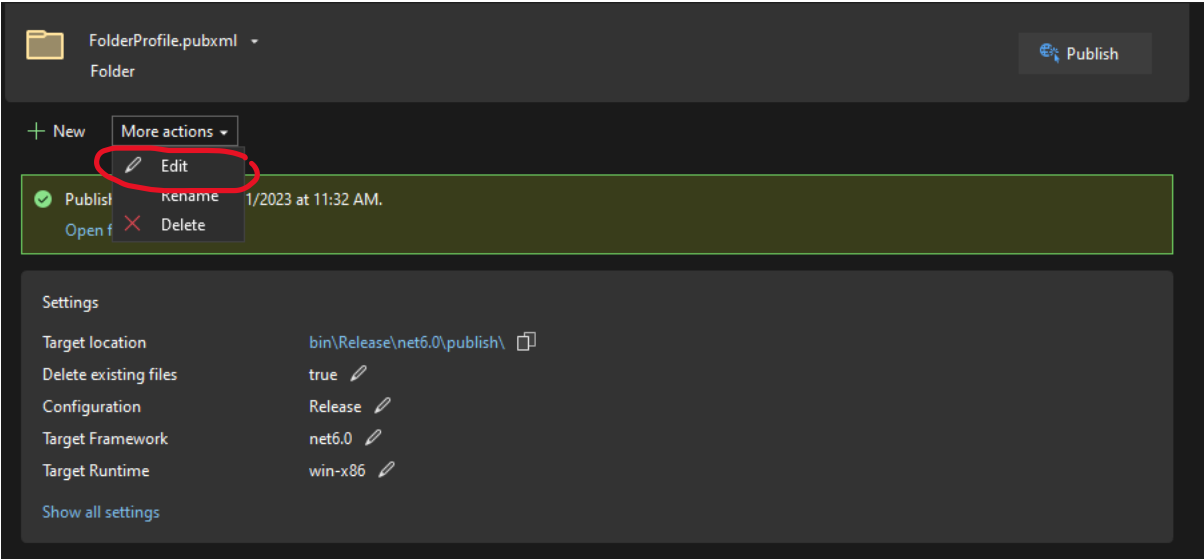 FolderProfile.pubxml
Folder
Publish
New
More actions
Edit
Rename
Delete
Publish 1/2023 at 11:32 AM.
Open f
Settings
Target location bin\Release\net6.0\publish\
Delete existing files true
Configuration Release
Target Framework net6.0
Target Runtime win-x86
Show all settings